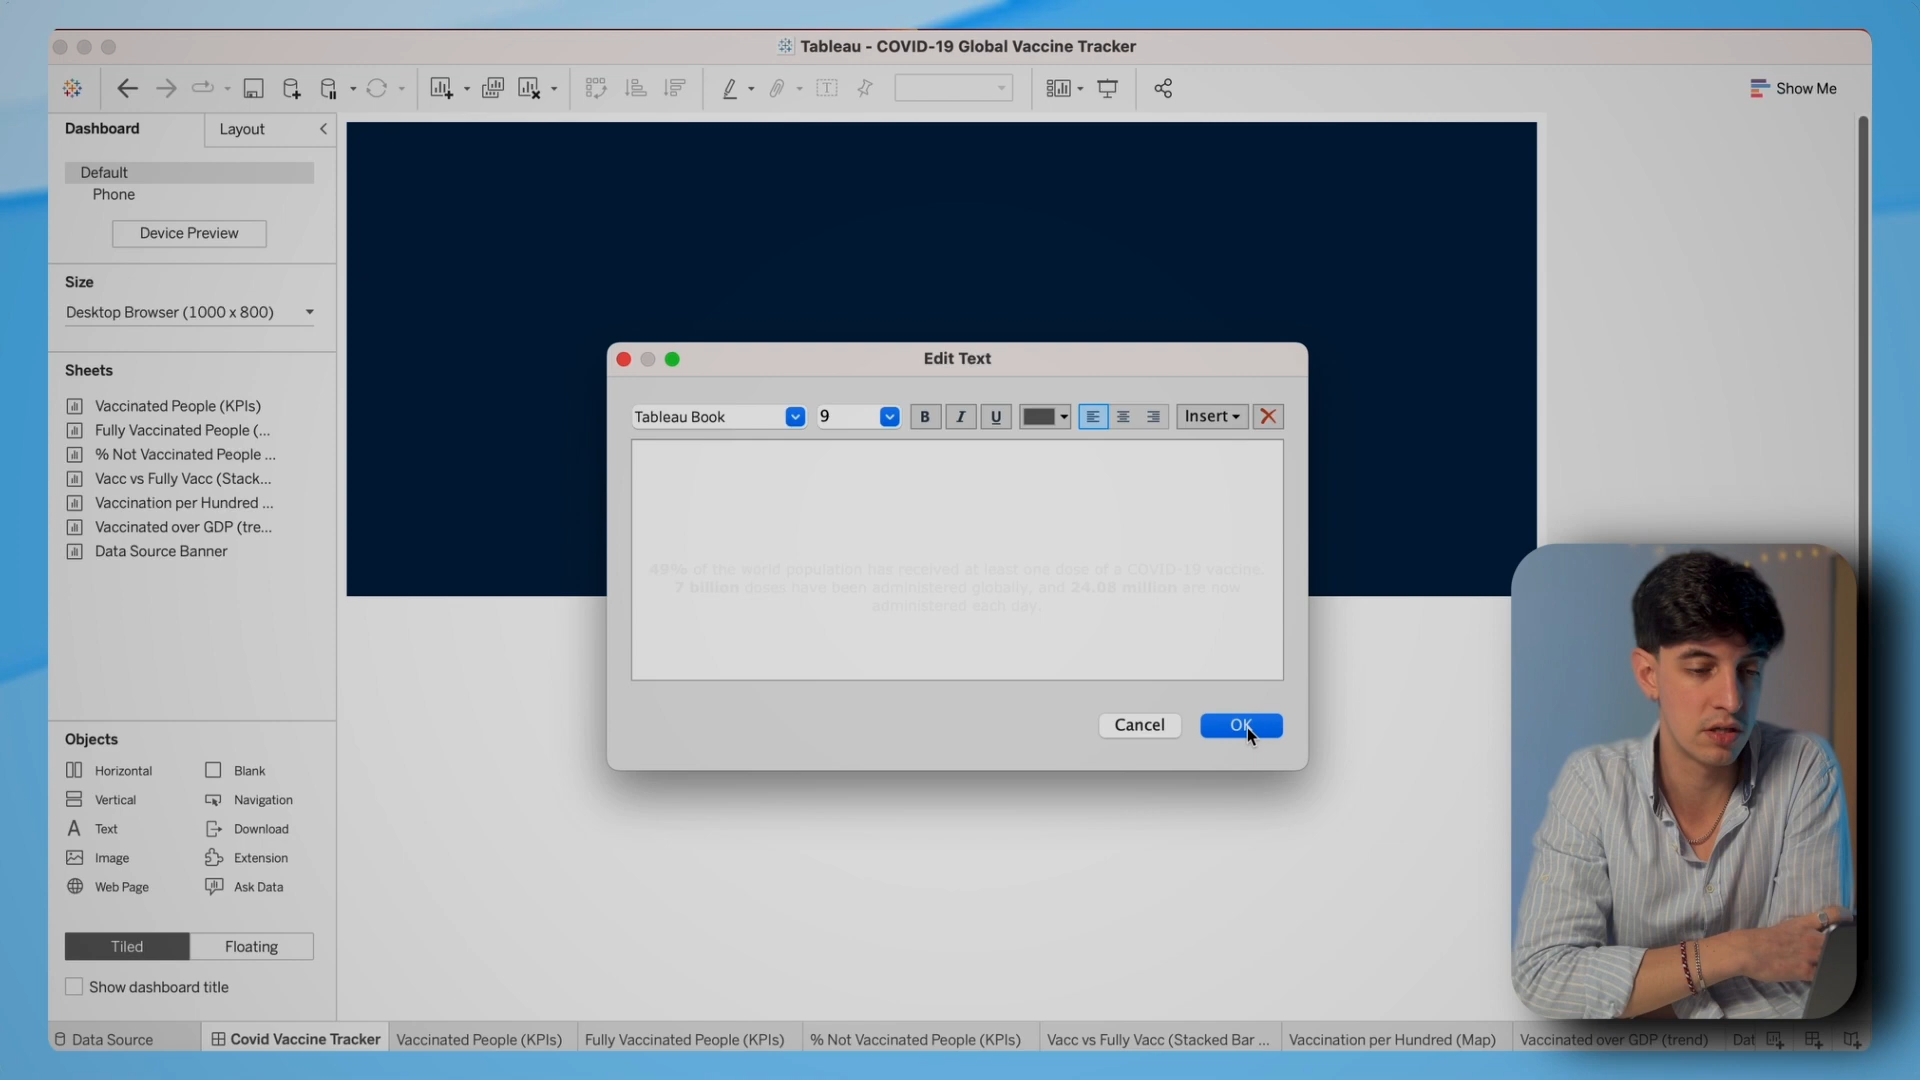 Tableau - COVID-19 Global Vaccine Tracker
Show Me
Dashboard
Layout
Default
Phone
Device Preview
Size
Desktop Browser (1000 x 800)
Sheets
Vaccinated People (KPIs)
Fully Vaccinated People (...
% Not Vaccinated People ...
Vacc vs Fully Vacc (Stack...
Vaccination per Hundred ...
Vaccinated over GDP (tre...
Data Source Banner
Edit Text
Tableau Book
9
B
I
U
Insert
49% of the world population has received at least one dose of a COVID-19 vaccine.
7 billion doses have been administered globally, and 24.08 million are now
administered each day.
Cancel
OK
Objects
Horizontal
Blank
Vertical
Navigation
A Text
Download
Image
Extension
Web Page
Ask Data
Tiled
Floating
Show dashboard title
Data Source
Covid Vaccine Tracker
Vaccinated People (KPIs)
Fully Vaccinated People (KPIs)
% Not Vaccinated People (KPIs)
Vacc vs Fully Vacc (Stacked Bar ...
Vaccination per Hundred (Map)
Vaccinated over GDP (trend)
Dat